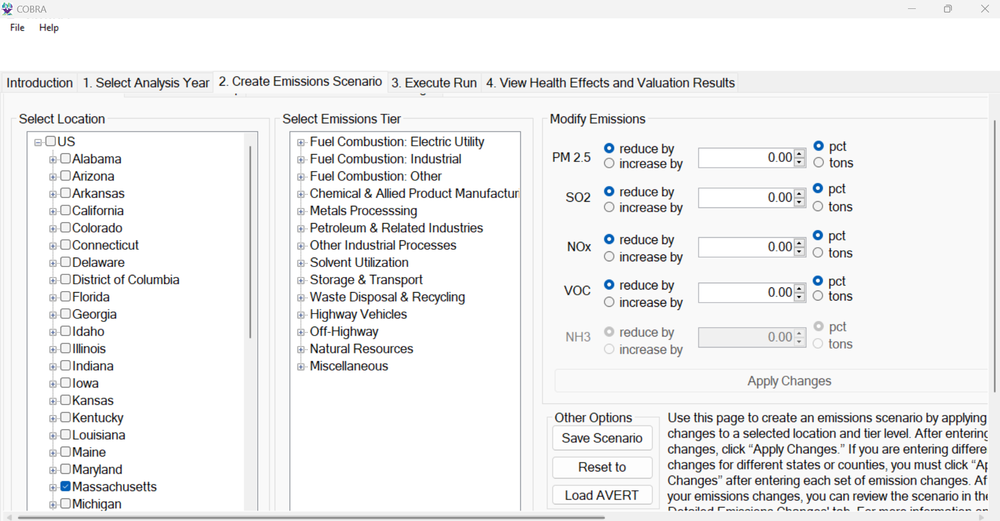 COBRA
File Help
Introduction 1. Select Analysis Year 2. Create Emissions Scenario 3. Execute Run 4. View Health Effects and Valuation Results
Select Location
US
Alabama
Arizona
Arkansas
California
Colorado
Connecticut
Delaware
District of Columbia
Florida
Georgia
Idaho
Illinois
Indiana
Iowa
Kansas
Kentucky
Louisiana
Maine
Maryland
Massachusetts
Michigan
Select Emissions Tier
Fuel Combustion: Electric Utility
Fuel Combustion: Industrial
Fuel Combustion: Other
Chemical & Allied Product Manufacturi
Metals Processsing
Petroleum & Related Industries
Other Industrial Processes
Solvent Utilization
Storage & Transport
Waste Disposal & Recycling
Highway Vehicles
Off-Highway
Natural Resources
Miscellaneous
Modify Emissions
PM 2.5 reduce by increase by 0.00 pct tons
SO2 reduce by increase by 0.00 pct tons
NOx reduce by increase by 0.00 pct tons
VOC reduce by increase by 0.00 pct tons
NH3 reduce by increase by 0.00 pct tons
Apply Changes
Other Options
Save Scenario
Reset to
Load AVERT
Use this page to create an emissions scenario by applying
changes to a selected location and tier level. After entering
changes, click “Apply Changes.” If you are entering differe
changes for different states or counties, you must click “Ap
Changes” after entering each set of emission changes. Af
your emissions changes, you can review the scenario in the
Detailed Emissions Changes' tab. For more information on